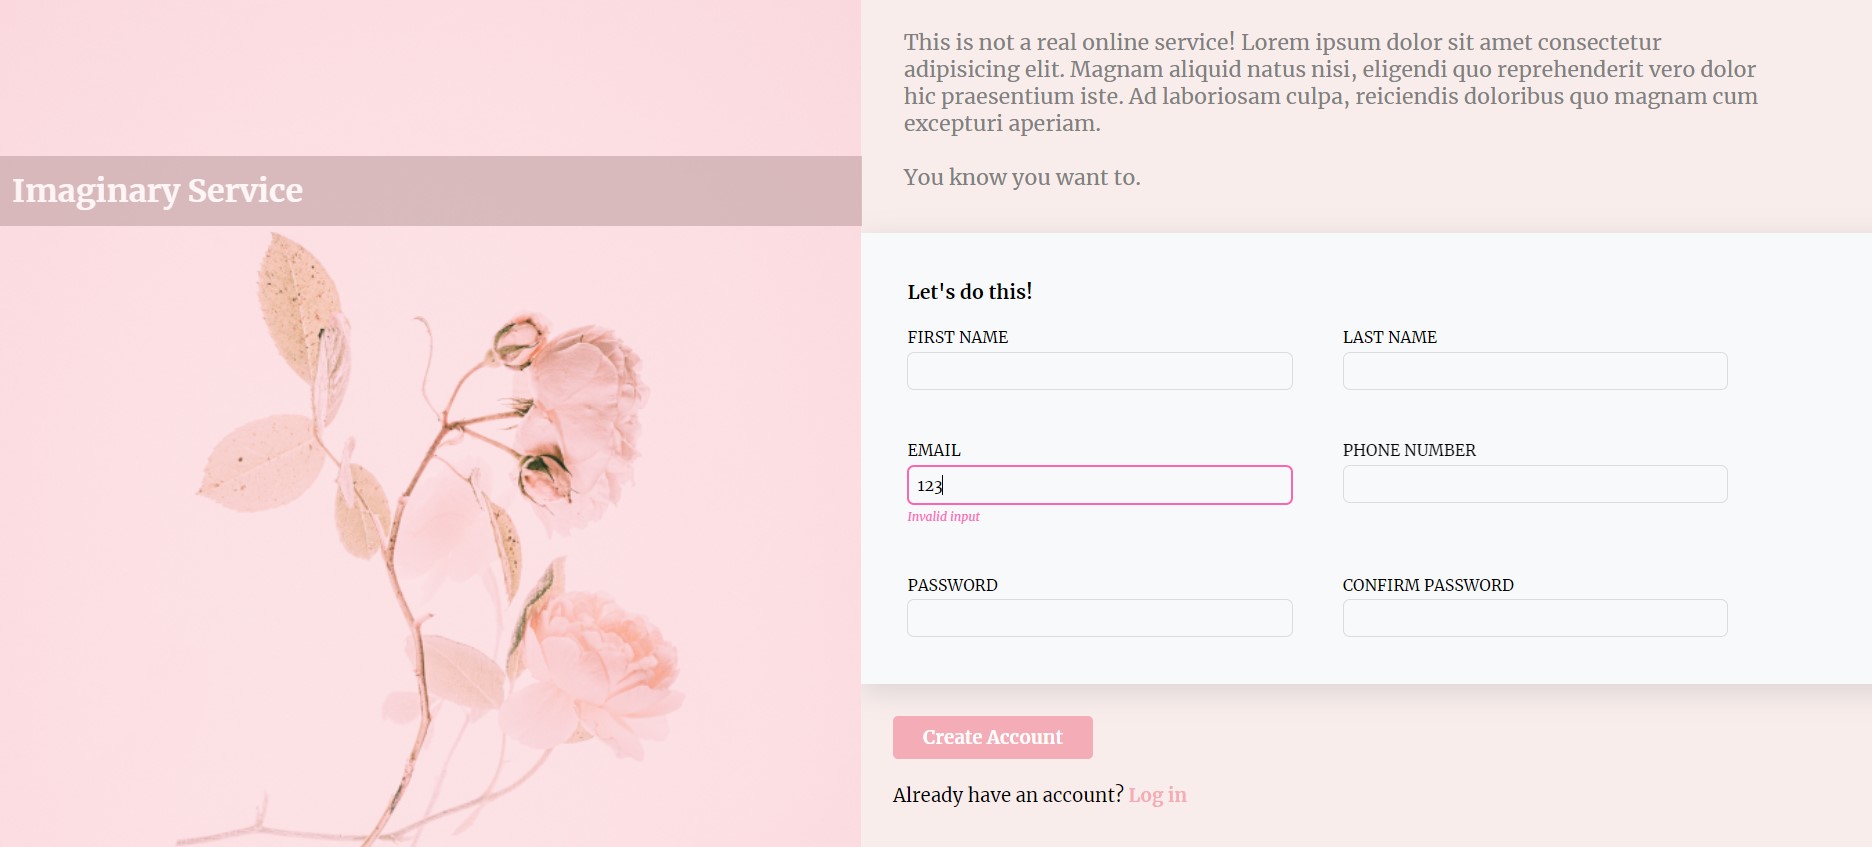 Imaginary Service
This is not a real online service! Lorem ipsum dolor sit amet consectetur
adipisicing elit. Magnam aliquid natus nisi, eligendi quo reprehenderit vero dolor
hic praesentium iste. Ad laboriosam culpa, reiciendis doloribus quo magnam cum
excepturi aperiam.
You know you want to.
Let's do this!
FIRST NAME
LAST NAME
EMAIL
PHONE NUMBER
123
Invalid input
PASSWORD
CONFIRM PASSWORD
Create Account
Already have an account? Log in